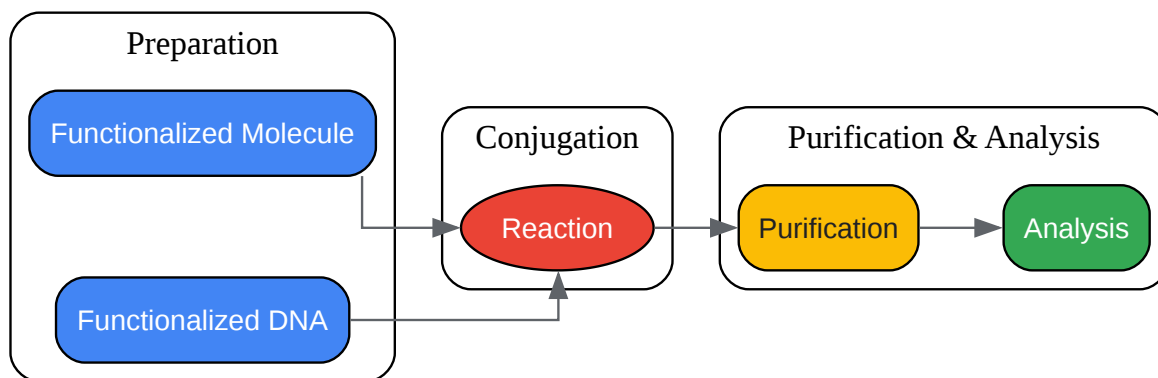 Preparation
Functionalized Molecule
Functionalized DNA
Conjugation
Reaction
Purification & Analysis
Purification
Analysis